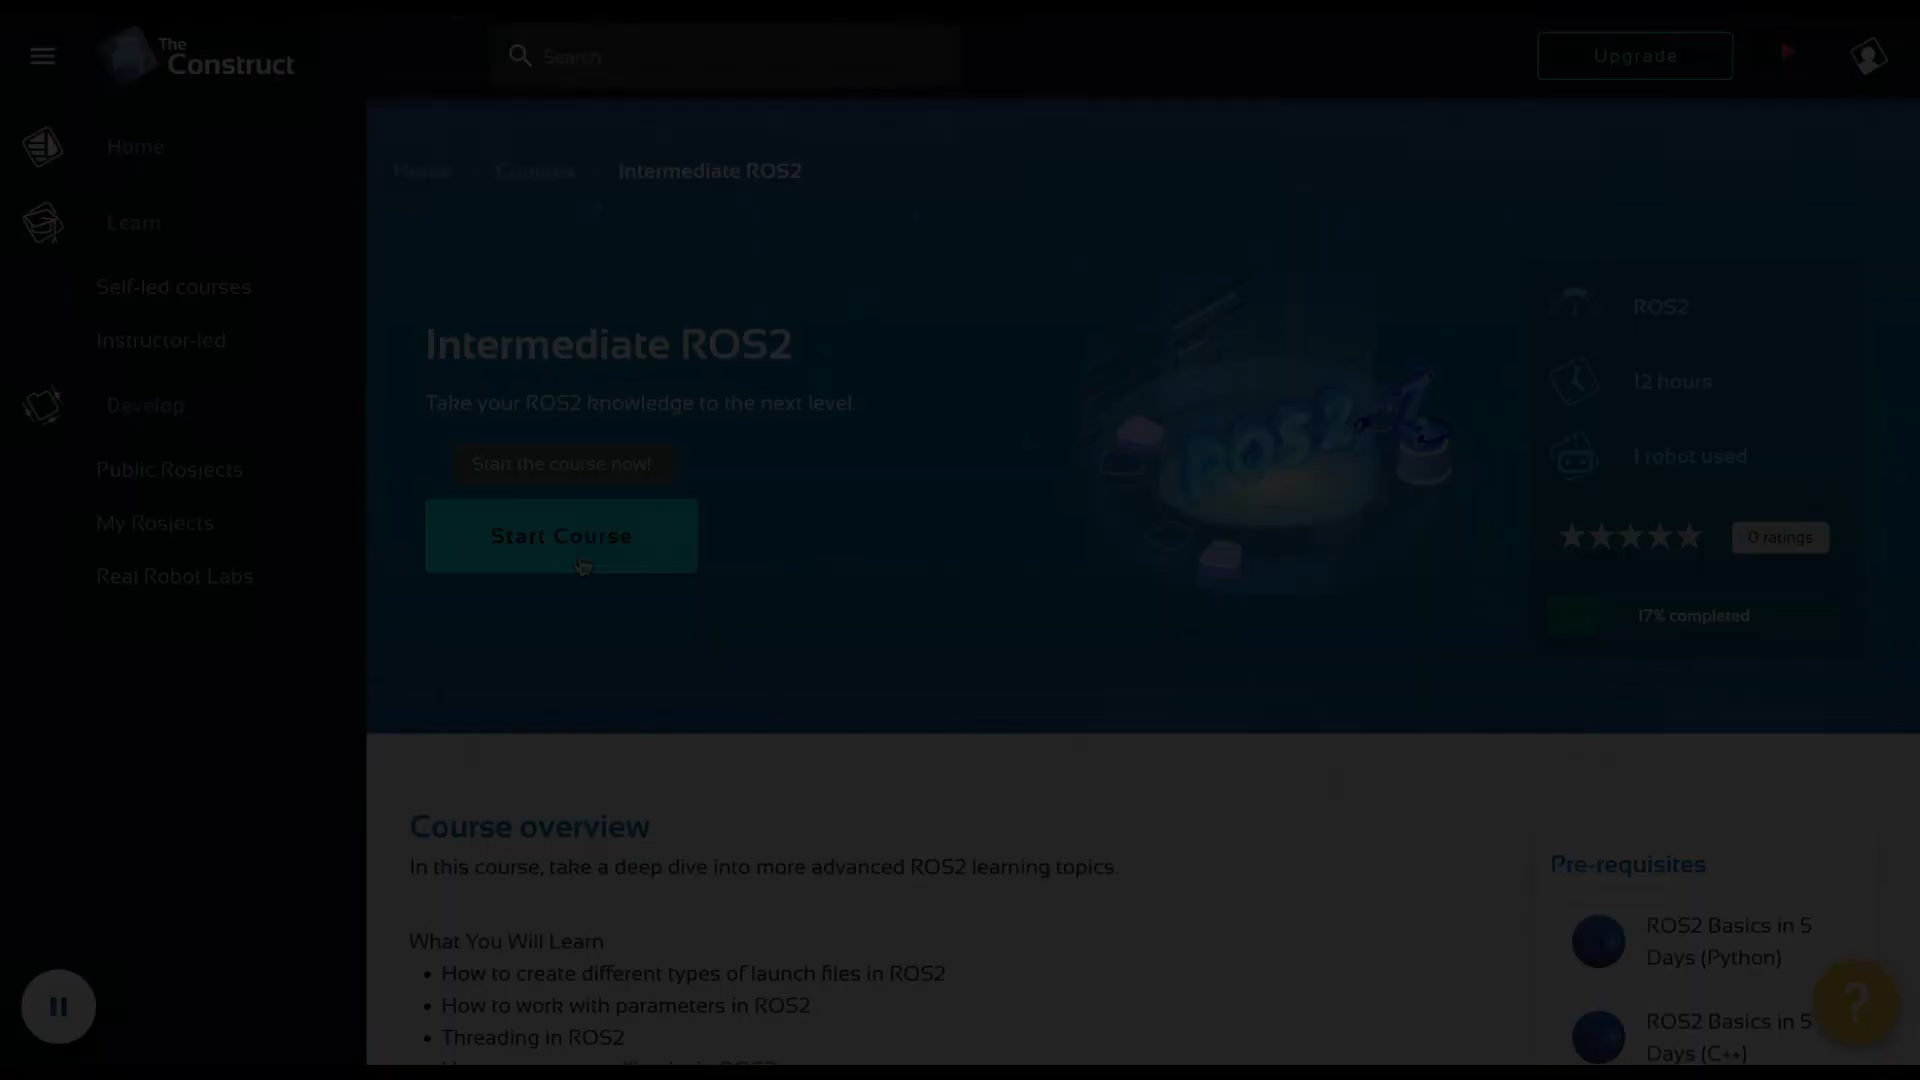 The
Construct
Search
Upgrade
Home
Learn
Self-led courses
Instructor-led
Develop
Public Rosjects
My Rosjects
Real Robot Labs
Home
Courses
Intermediate ROS2
Intermediate ROS2
Take your ROS2 knowledge to the next level.
Start the course now!
Start Course
ROS2
ROS2
12 hours
1 robot used
0 ratings
17% completed
Course overview
In this course, take a deep dive into more advanced ROS2 learning topics.
What You Will Learn
• How to create different types of launch files in ROS2
• How to work with parameters in ROS2
• Threading in ROS2
Pre-requisites
ROS2 Basics in 5
Days (Python)
ROS2 Basics in 5
Days (C++)
?